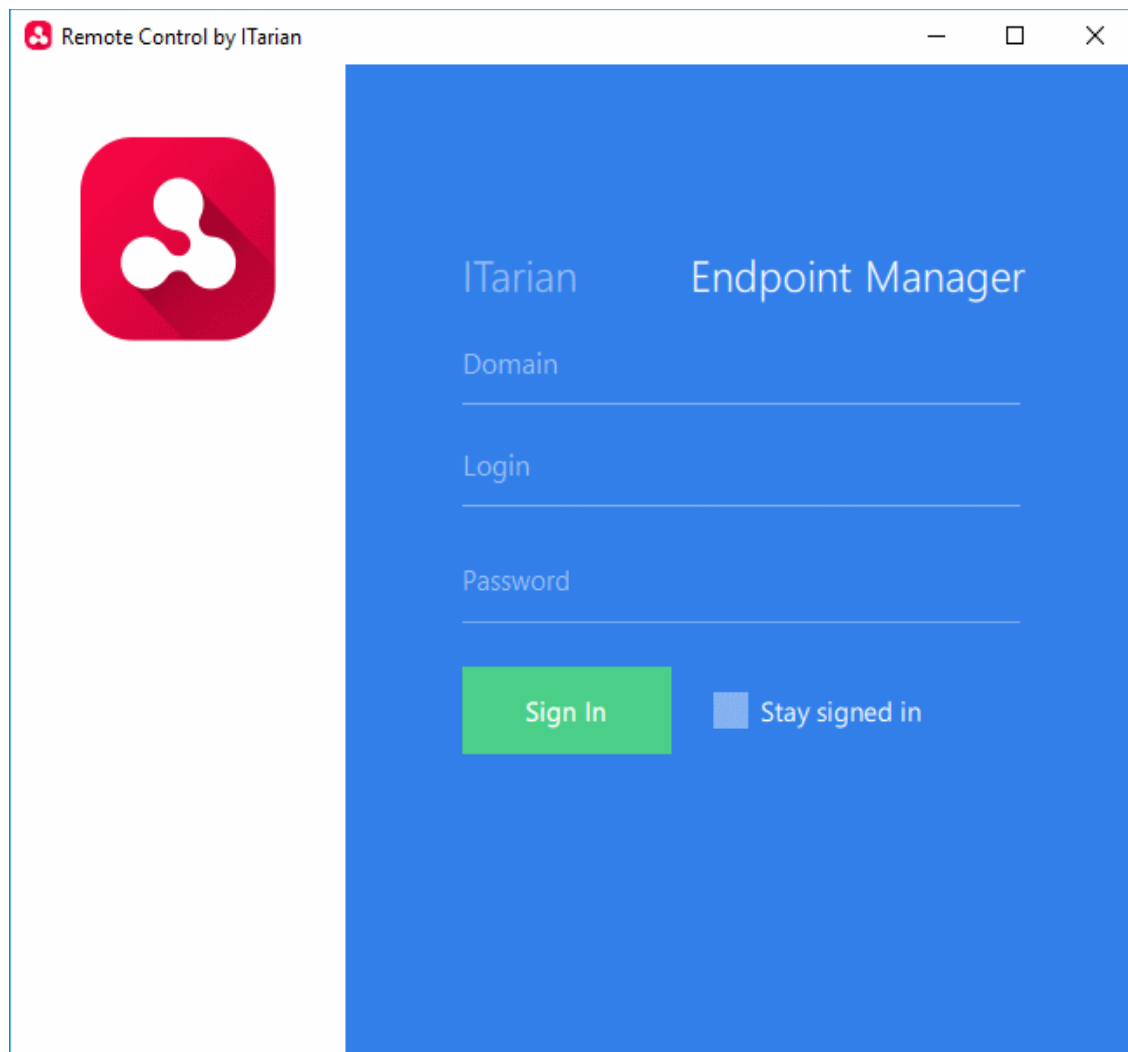 Remote Control by ITarian
ITarian Endpoint Manager
Domain
Login
Password
Sign In Stay signed in